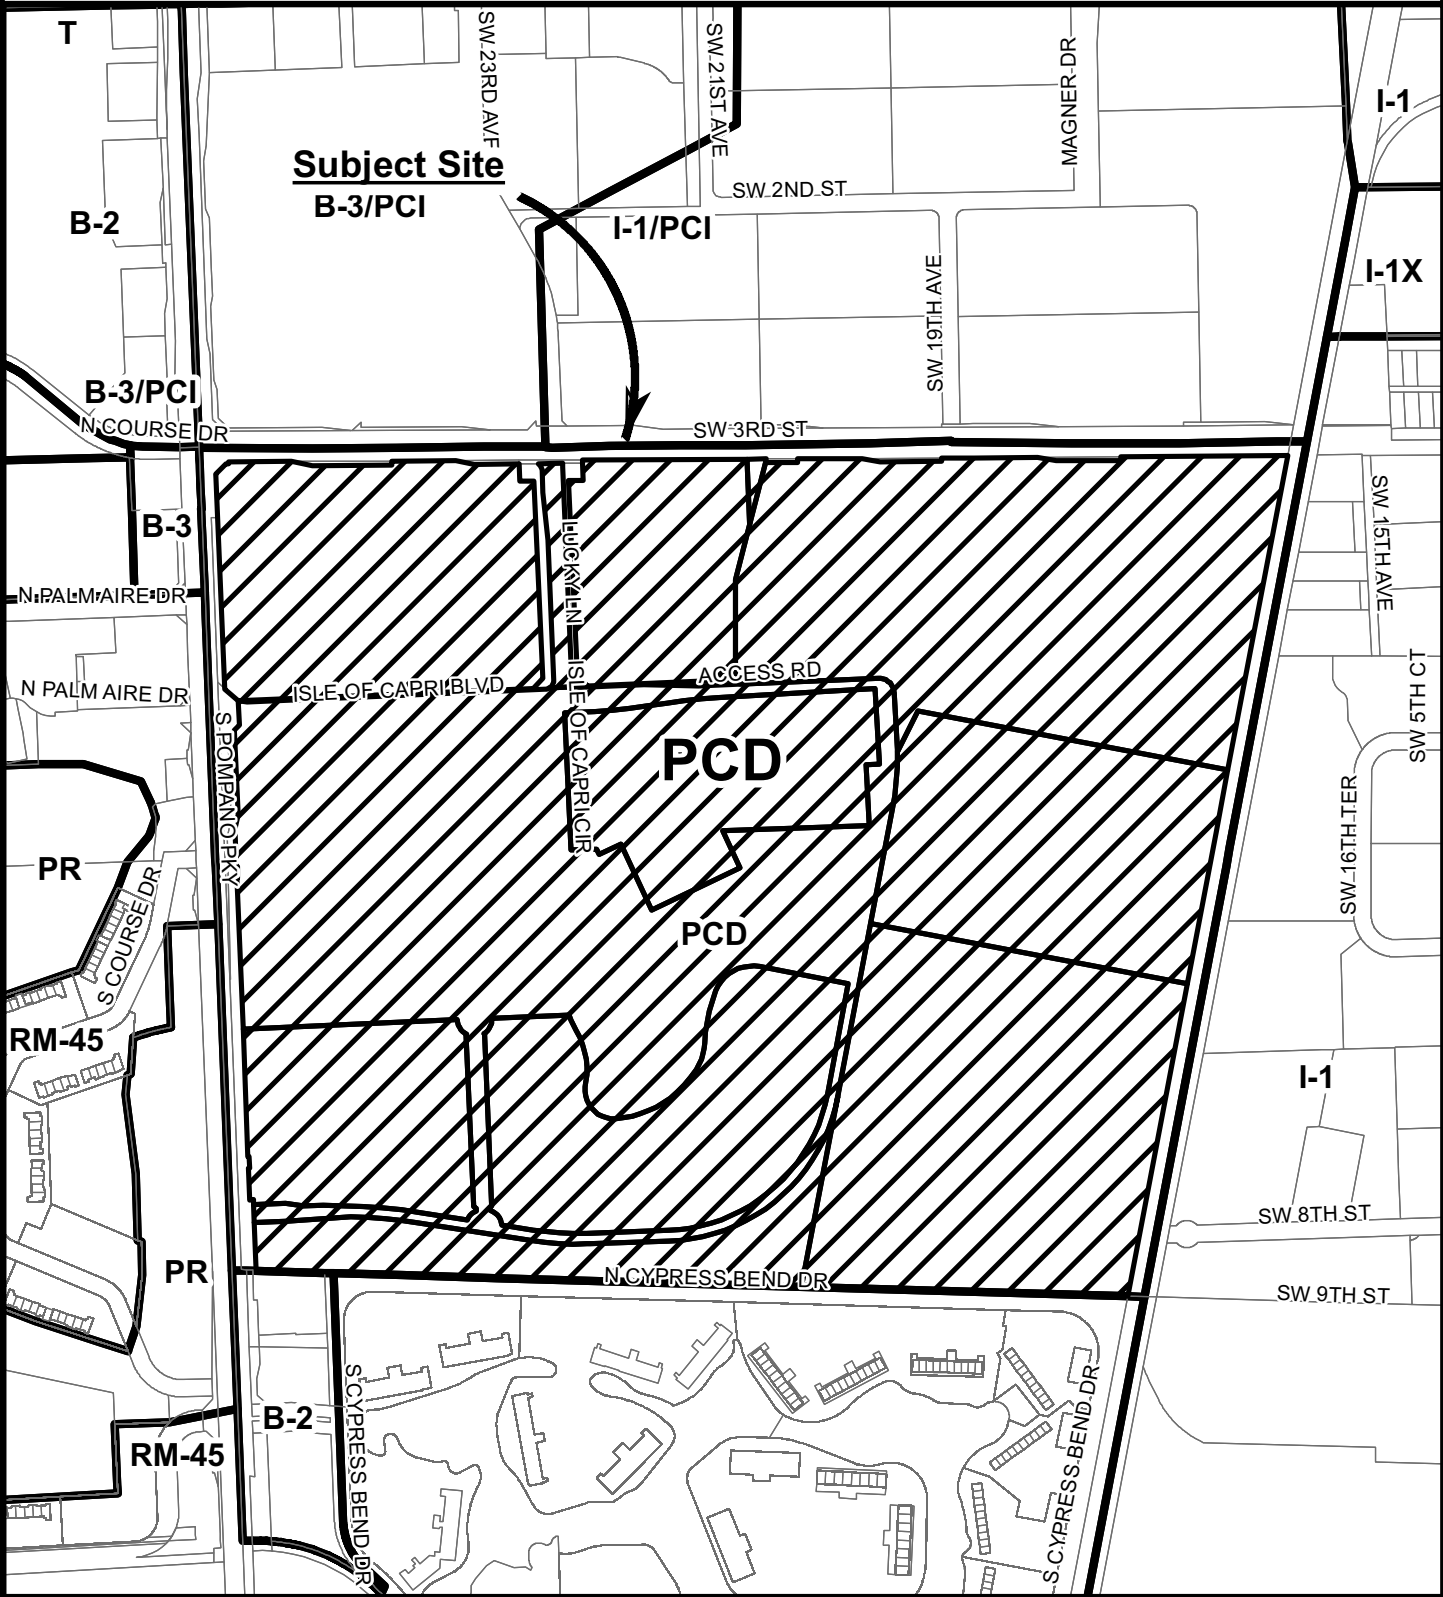 T
SW 23RD AVE
SW 21ST AVE
MAGNER DR
I-1
Subject Site
B-3/PCI
SW 2ND ST
B-2
I-1/PCI
I-1X
SW 19TH AVE
B-3/PCI
N COURSE DR
SW 3RD ST
B-3
LUCKY LN
SW 15TH AVE
N PALM AIRE DR
N PALM AIRE DR
ISLE OF CAPRI BLVD
ACCESS RD
SW 5TH CT
S POMPANO PKY
ISLE OF CAPRI CIR
PCD
SW 16TH TER
PR
S COURSE DR
PCD
RM-45
I-1
SW 8TH ST
PR
N CYPRESS BEND DR
SW 9TH ST
B-2
S CYPRESS BEND DR
S CYPRESS BEND DR
RM-45